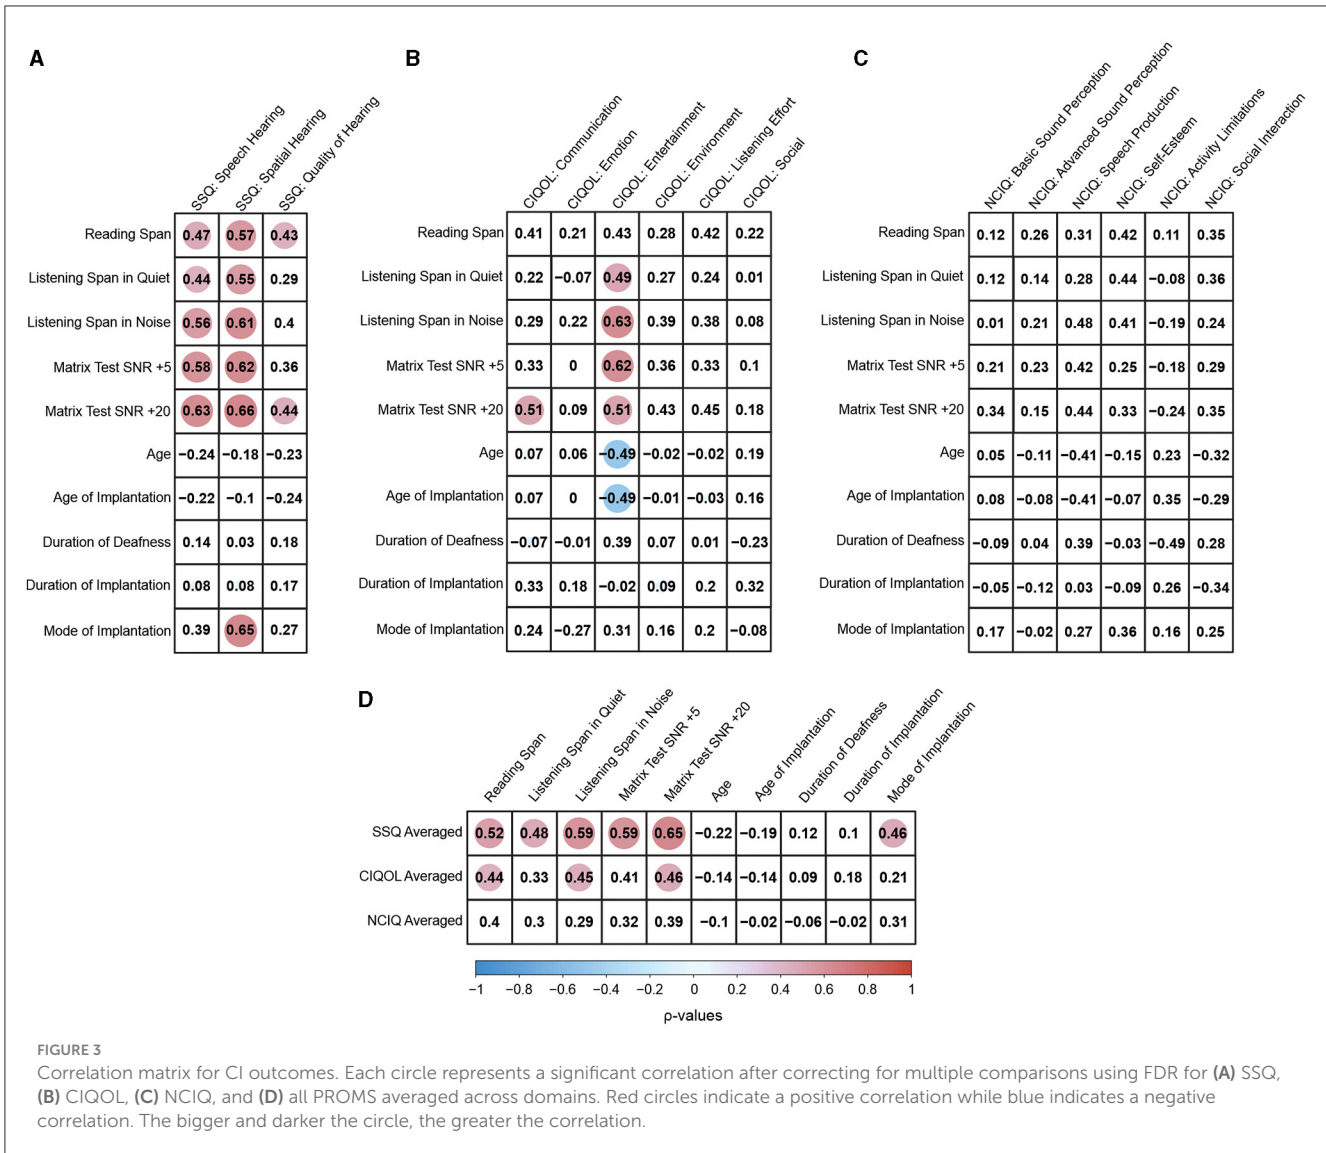 A
SSQ: Speech Hearing
SSQ: Spatial Hearing
SSQ: Quality of Hearing
Reading Span 0.47 0.57 0.43
Listening Span in Quiet 0.44 0.55 0.29
Listening Span in Noise 0.56 0.61 0.4
Matrix Test SNR +5 0.58 0.62 0.36
Matrix Test SNR +20 0.63 0.66 0.44
Age −0.24 −0.18 −0.23
Age of Implantation −0.22 −0.1 −0.24
Duration of Deafness 0.14 0.03 0.18
Duration of Implantation 0.08 0.08 0.17
Mode of Implantation 0.39 0.65 0.27
B
CIQOL: Communication
CIQOL: Emotion
CIQOL: Entertainment
CIQOL: Environment
CIQOL: Listening Effort
CIQOL: Social
Reading Span 0.41 0.21 0.43 0.28 0.42 0.22
Listening Span in Quiet 0.22 −0.07 0.49 0.27 0.24 0.01
Listening Span in Noise 0.29 0.22 0.63 0.39 0.38 0.08
Matrix Test SNR +5 0.33 0 0.62 0.36 0.33 0.1
Matrix Test SNR +20 0.51 0.09 0.51 0.43 0.45 0.18
Age 0.07 0.06 −0.49 −0.02 −0.02 0.19
Age of Implantation 0.07 0 −0.49 −0.01 −0.03 0.16
Duration of Deafness −0.07 −0.01 0.39 0.07 0.01 −0.23
Duration of Implantation 0.33 0.18 −0.02 0.09 0.2 0.32
Mode of Implantation 0.24 −0.27 0.31 0.16 0.2 −0.08
C
NCIQ: Basic Sound Perception
NCIQ: Advanced Sound Perception
NCIQ: Speech Production
NCIQ: Self-Esteem
NCIQ: Activity Limitations
NCIQ: Social Interaction
Reading Span 0.12 0.26 0.31 0.42 0.11 0.35
Listening Span in Quiet 0.12 0.14 0.28 0.44 −0.08 0.36
Listening Span in Noise 0.01 0.21 0.48 0.41 −0.19 0.24
Matrix Test SNR +5 0.21 0.23 0.42 0.25 −0.18 0.29
Matrix Test SNR +20 0.34 0.15 0.44 0.33 −0.24 0.35
Age 0.05 −0.11 −0.41 −0.15 0.23 −0.32
Age of Implantation 0.08 −0.08 −0.41 −0.07 0.35 −0.29
Duration of Deafness −0.09 0.04 0.39 −0.03 −0.49 0.28
Duration of Implantation −0.05 −0.12 0.03 −0.09 0.26 −0.34
Mode of Implantation 0.17 −0.02 0.27 0.36 0.16 0.25
D
Reading Span
Listening Span in Quiet
Listening Span in Noise
Matrix Test SNR +5
Matrix Test SNR +20
Age
Age of Implantation
Duration of Deafness
Duration of Implantation
Mode of Implantation
SSQ Averaged 0.52 0.48 0.59 0.59 0.65 −0.22 −0.19 0.12 0.1 0.46
CIQOL Averaged 0.44 0.33 0.45 0.41 0.46 −0.14 −0.14 0.09 0.18 0.21
NCIQ Averaged 0.4 0.3 0.29 0.32 0.39 −0.1 −0.02 −0.06 −0.02 0.31
−1 −0.8 −0.6 −0.4 −0.2 0 0.2 0.4 0.6 0.8 1
ρ-values
FIGURE 3
Correlation matrix for CI outcomes. Each circle represents a significant correlation after correcting for multiple comparisons using FDR for (A) SSQ,
(B) CIQOL, (C) NCIQ, and (D) all PROMS averaged across domains. Red circles indicate a positive correlation while blue indicates a negative
correlation. The bigger and darker the circle, the greater the correlation.